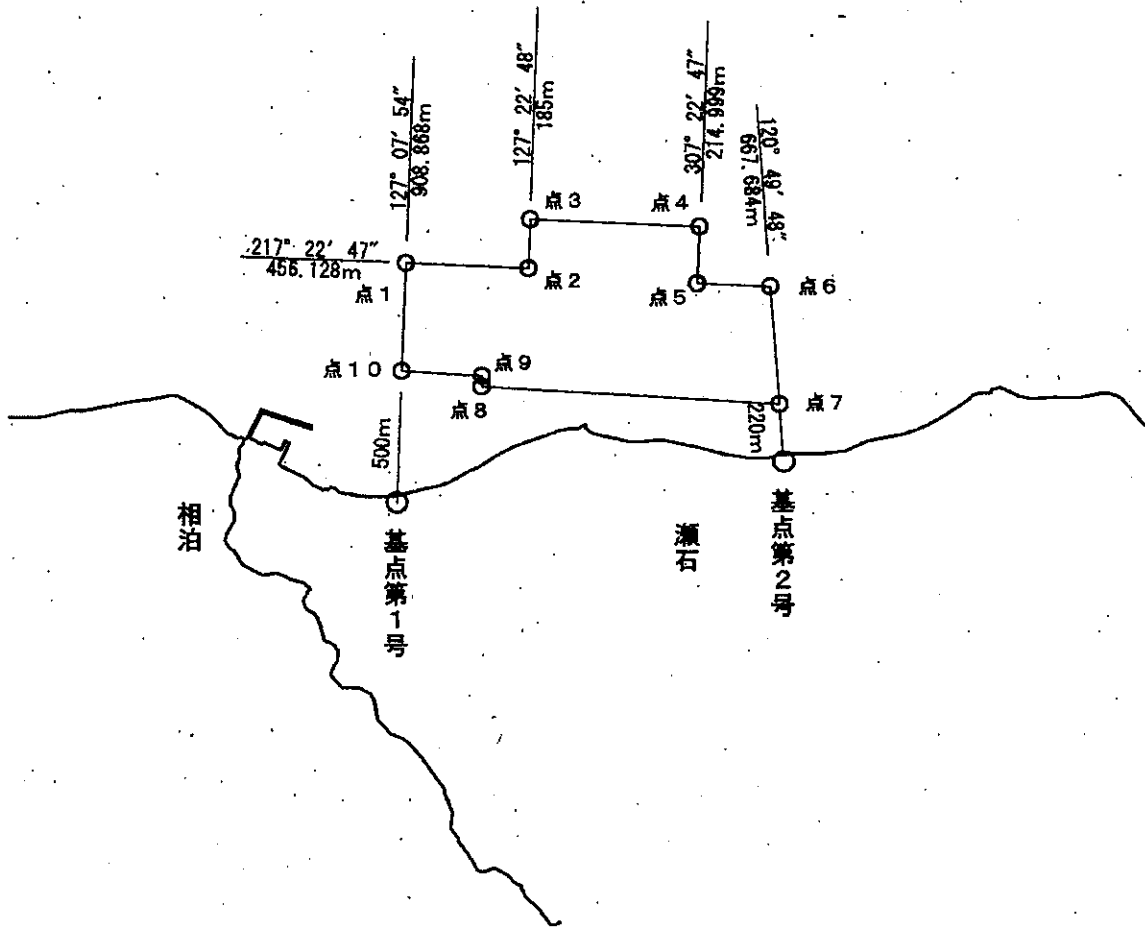 127° 07′ 54″
908.868m
127° 22′ 48″
185m
307° 22′ 47″
214.999m
120° 49′ 48″
667.684m
217° 22′ 47″
456.128m
点1
点2
点3
点4
点5
点6
点10
点9
点8
点7
500m
220m
相泊
基点第1号
瀬石
基点第2号